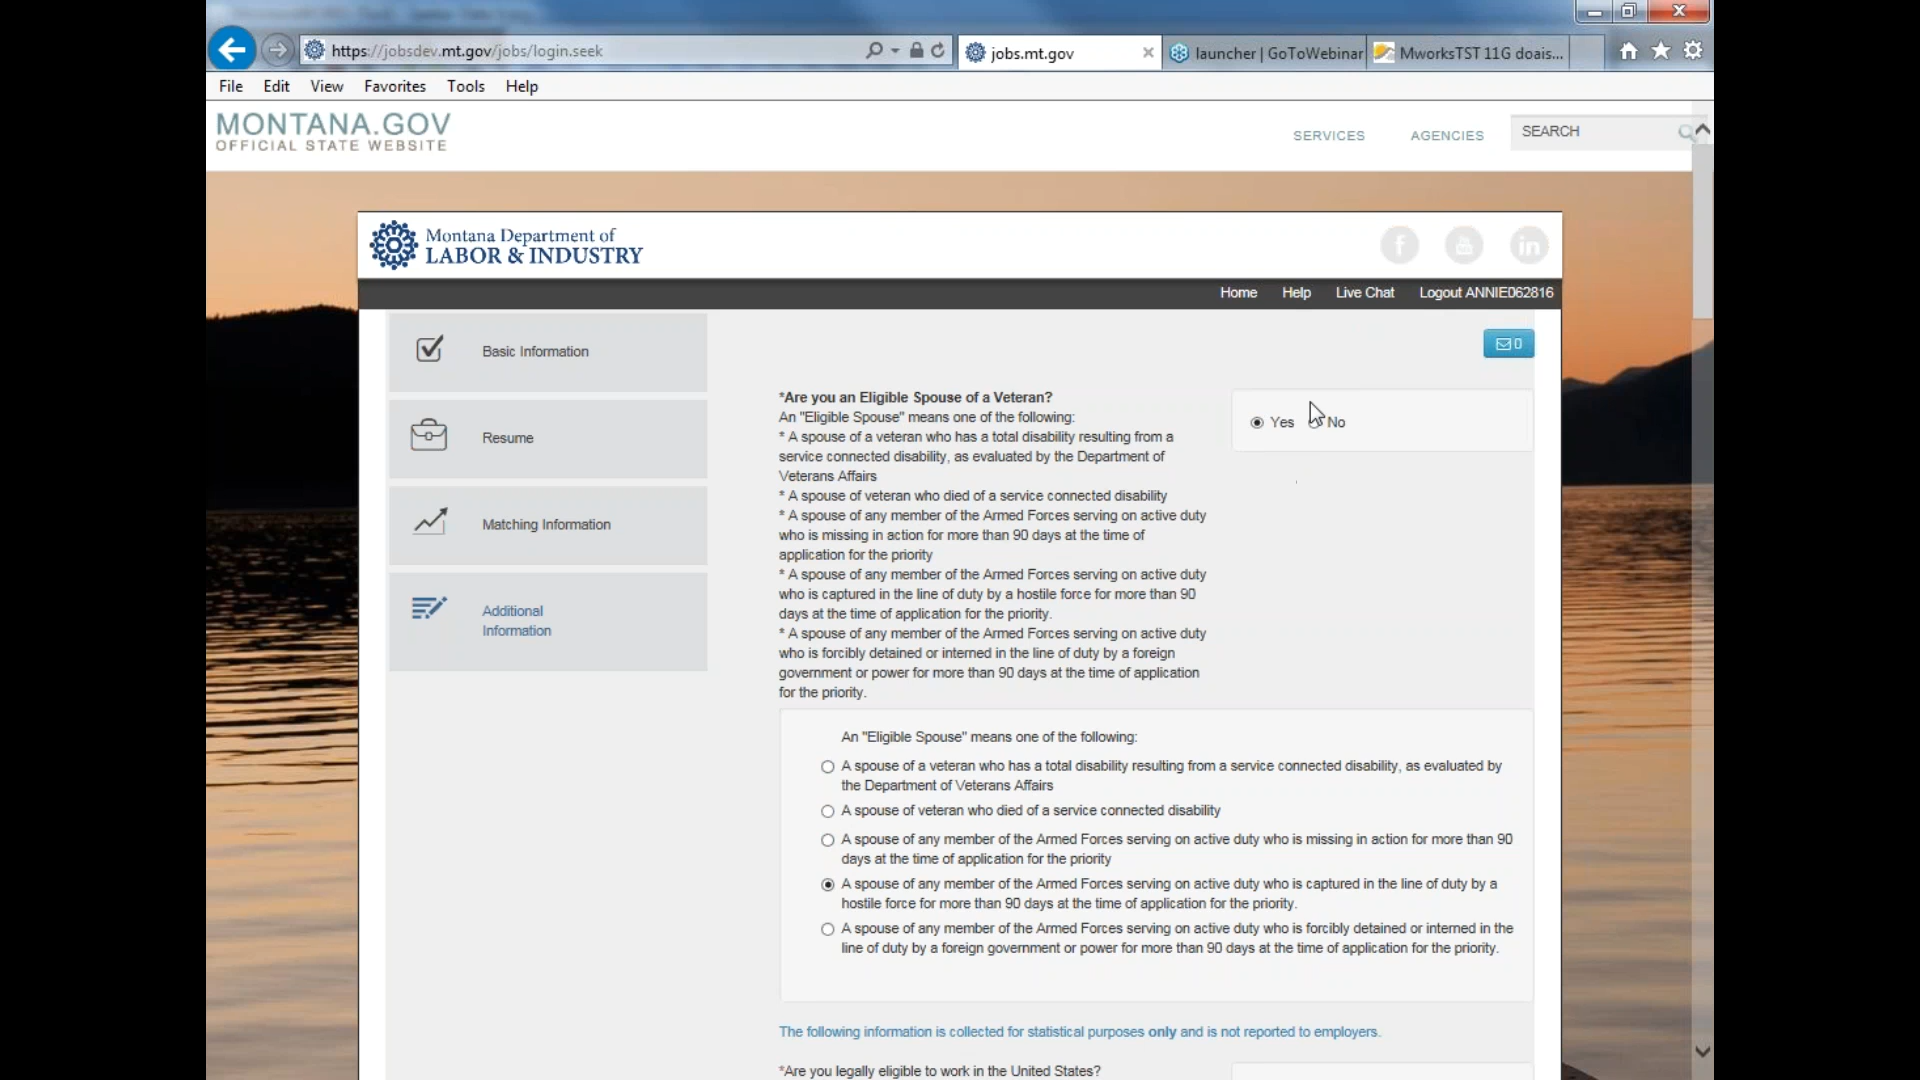 https://jobsdev.mt.gov/jobs/login.seek
jobs.mt.gov
launcher | GoToWebinar
MworksTST 11G doais...
File Edit View Favorites Tools Help
MONTANA.GOV
OFFICIAL STATE WEBSITE
SERVICES
AGENCIES
SEARCH
Montana Department of
LABOR & INDUSTRY
Home Help Live Chat Logout ANNIE062816
0
Basic Information
Resume
Matching Information
Additional
Information
*Are you an Eligible Spouse of a Veteran?
An "Eligible Spouse" means one of the following:
* A spouse of a veteran who has a total disability resulting from a
service connected disability, as evaluated by the Department of
Veterans Affairs
* A spouse of veteran who died of a service connected disability
* A spouse of any member of the Armed Forces serving on active duty
who is missing in action for more than 90 days at the time of
application for the priority
* A spouse of any member of the Armed Forces serving on active duty
who is captured in the line of duty by a hostile force for more than 90
days at the time of application for the priority.
* A spouse of any member of the Armed Forces serving on active duty
who is forcibly detained or interned in the line of duty by a foreign
government or power for more than 90 days at the time of application
for the priority.
Yes No
An "Eligible Spouse" means one of the following:
A spouse of a veteran who has a total disability resulting from a service connected disability, as evaluated by
the Department of Veterans Affairs
A spouse of veteran who died of a service connected disability
A spouse of any member of the Armed Forces serving on active duty who is missing in action for more than 90
days at the time of application for the priority
A spouse of any member of the Armed Forces serving on active duty who is captured in the line of duty by a
hostile force for more than 90 days at the time of application for the priority.
A spouse of any member of the Armed Forces serving on active duty who is forcibly detained or interned in the
line of duty by a foreign government or power for more than 90 days at the time of application for the priority.
The following information is collected for statistical purposes only and is not reported to employers.
*Are you legally eligible to work in the United States?